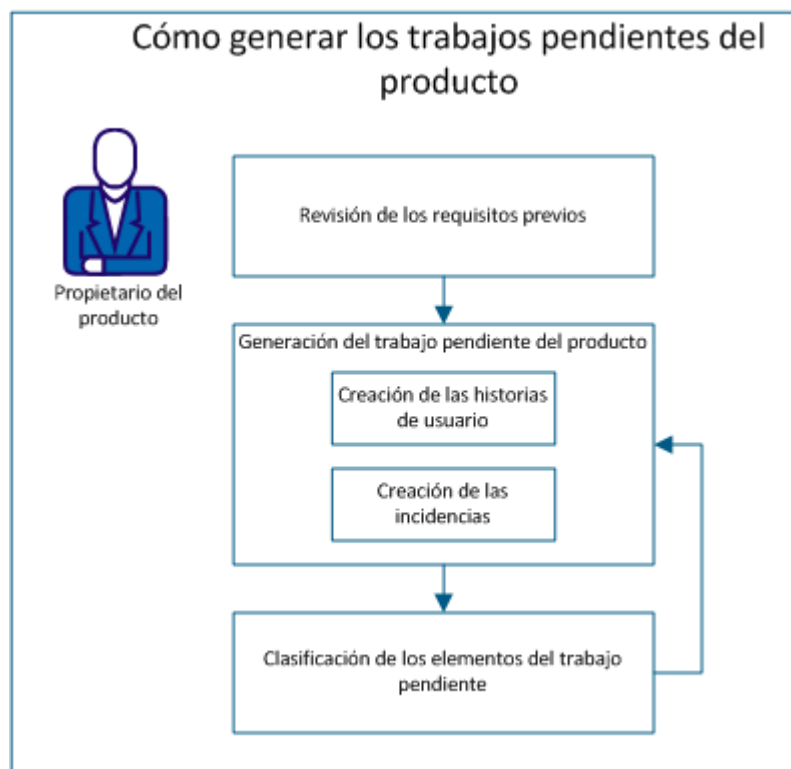 Cómo generar los trabajos pendientes del
producto
Propietario del
producto
Revisión de los requisitos previos
Generación del trabajo pendiente del producto
Creación de las historias
de usuario
Creación de las
incidencias
Clasificación de los elementos del trabajo
pendiente